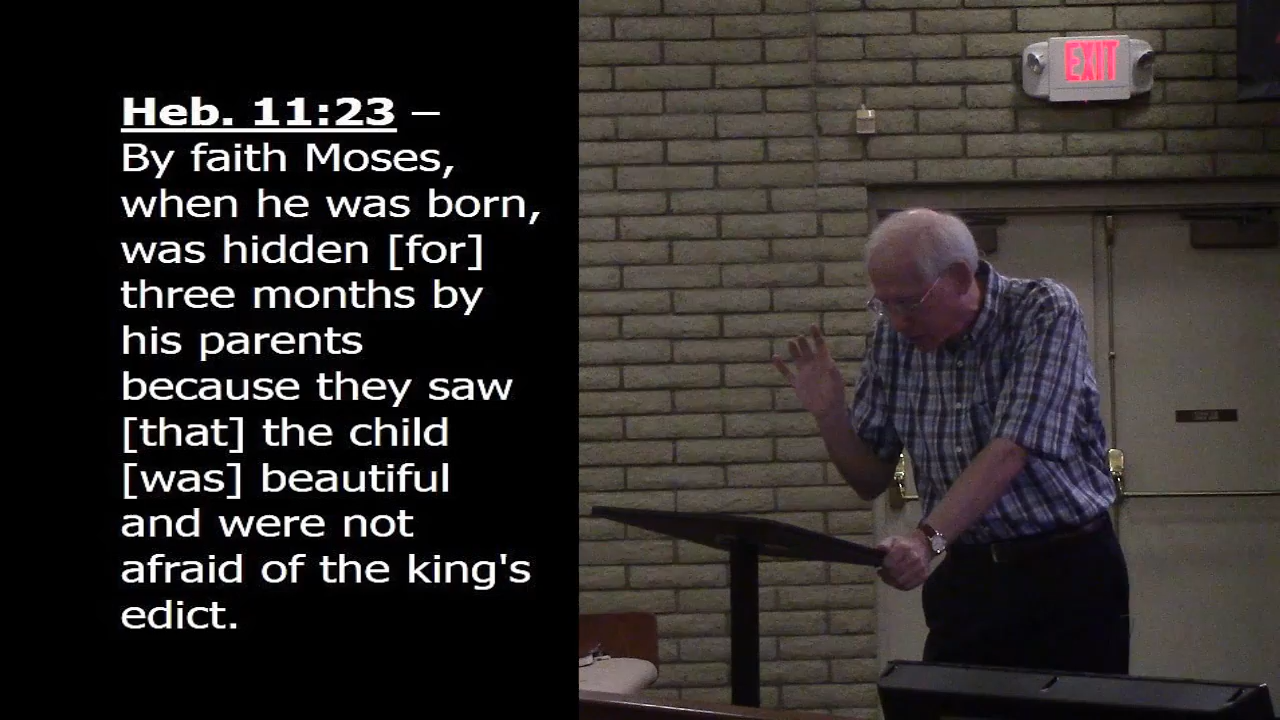 Heb. 11:23 –
By faith Moses,
when he was born,
was hidden [for]
three months by
his parents
because they saw
[that] the child
[was] beautiful
and were not
afraid of the king's
edict.
EXIT